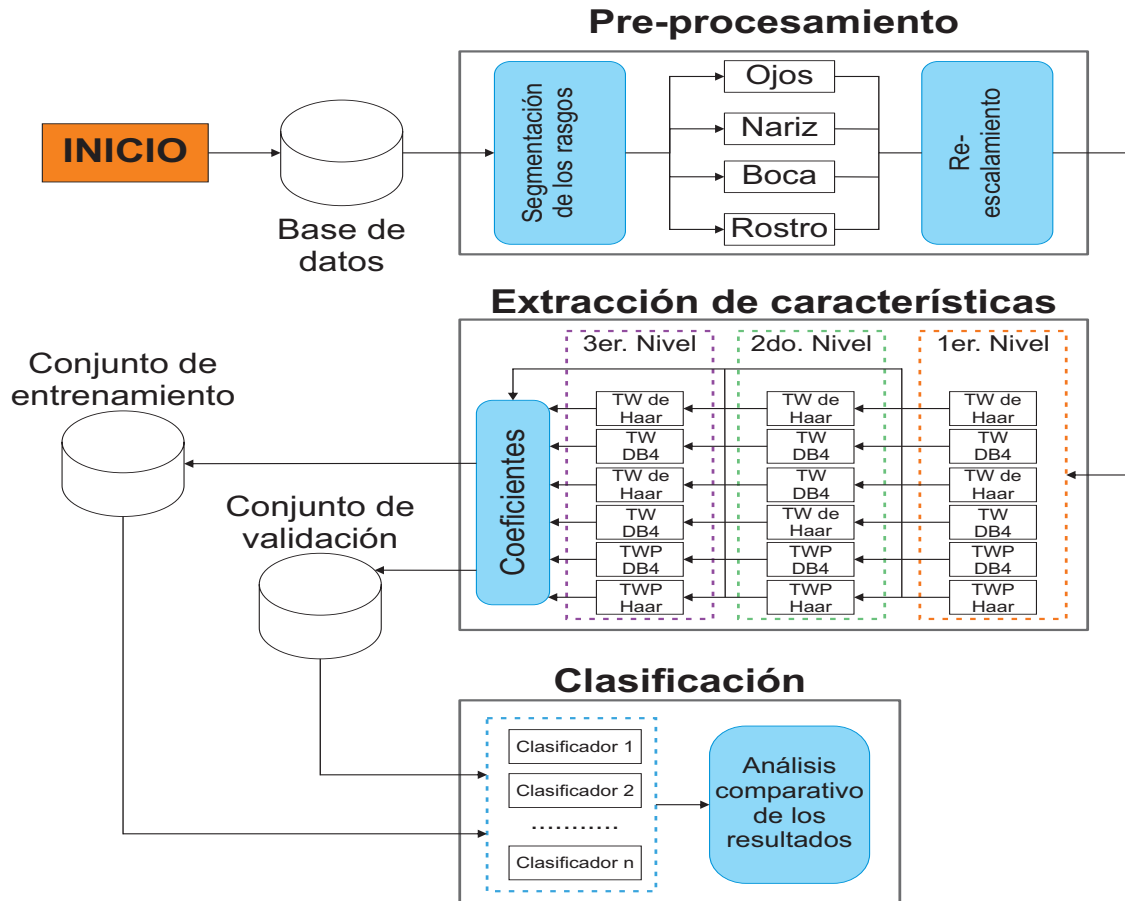 Pre-procesamiento
INICIO
Base de
datos
Segmentación
de los rasgos
Ojos
Nariz
Boca
Rostro
Re-
escalamiento
Extracción de características
3er. Nivel
2do. Nivel
1er. Nivel
Coeficientes
TW de
Haar
TW
DB4
TW de
Haar
TW
DB4
TWP
DB4
TWP
Haar
TW de
Haar
TW
DB4
TW
DB4
TW de
Haar
TWP
DB4
TWP
Haar
TW de
Haar
TW
DB4
TW de
Haar
TW
DB4
TWP
DB4
TWP
Haar
Conjunto de
entrenamiento
Conjunto de
validación
Clasificación
Clasificador 1
Clasificador 2
...........
Clasificador n
Análisis
comparativo
de los
resultados